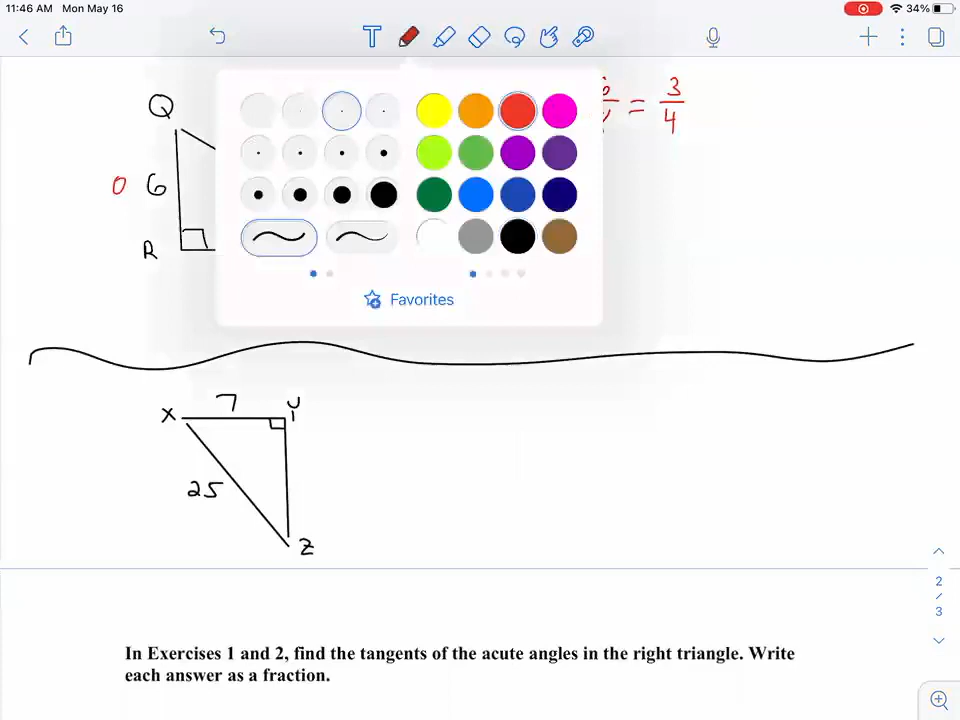 11:46 AM Mon May 16
34%
T
Q
= 3/4
O 6
R
Favorites
7
X Y
25
Z
2
/
3
In Exercises 1 and 2, find the tangents of the acute angles in the right triangle. Write
each answer as a fraction.